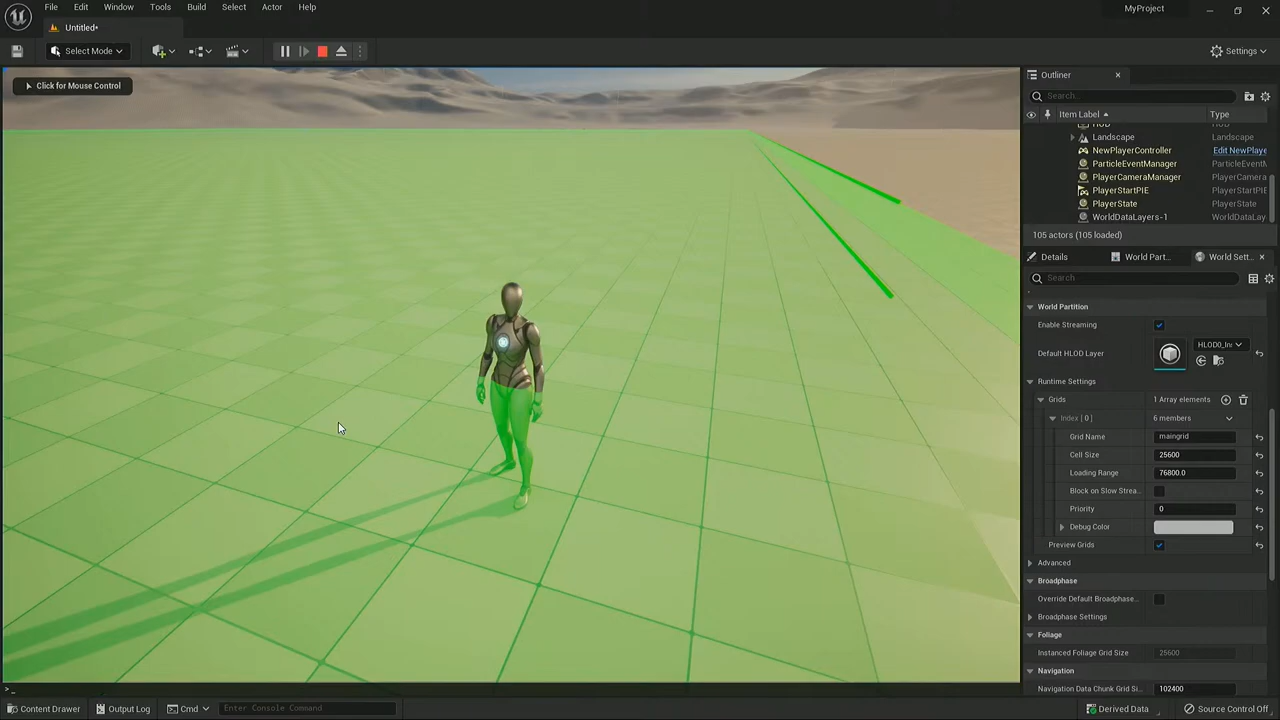 File Edit Window Tools Build Select Actor Help
MyProject
Untitled*
Select Mode
Settings
Click for Mouse Control
Outliner
Search...
Item Label Type
Landscape Landscape
NewPlayerController Edit NewPlaye
ParticleEventManager ParticleEventM
PlayerCameraManager PlayerCamera
PlayerStartPIE PlayerStartPI
PlayerState PlayerState
WorldDataLayers-1 WorldDataLay
105 actors (105 loaded)
Details World Part... World Sett...
Search
World Partition
Enable Streaming
Default HLOD Layer HLOD0_In
Runtime Settings
Grids 1 Array elements
Index [ 0 ] 6 members
Grid Name maingrid
Cell Size 25600
Loading Range 76800.0
Block on Slow Strea...
Priority 0
Debug Color
Preview Grids
Advanced
Broadphase
Override Default Broadphase...
Broadphase Settings
Foliage
Instanced Foliage Grid Size 25600
Navigation
Navigation Data Chunk Grid Si... 102400
>_
Content Drawer Output Log Cmd Enter Console Command Derived Data Source Control Off